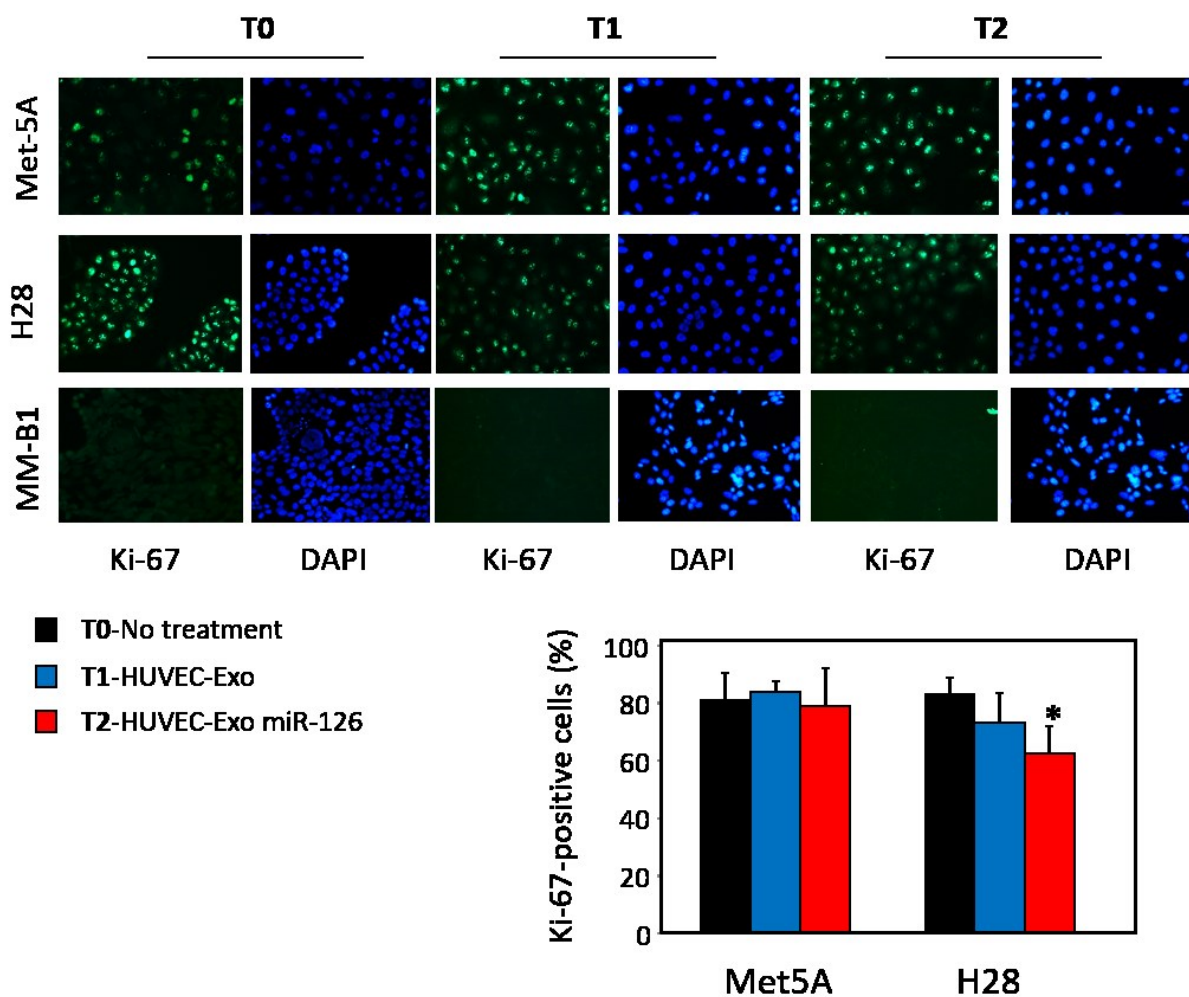 T0 T1 T2
Met-5A
H28
MM-B1
Ki-67 DAPI Ki-67 DAPI Ki-67 DAPI
T0-No treatment
T1-HUVEC-Exo
T2-HUVEC-Exo miR-126
Ki-67-positive cells (%)
100
80
60
40
20
0
*
Met5A H28